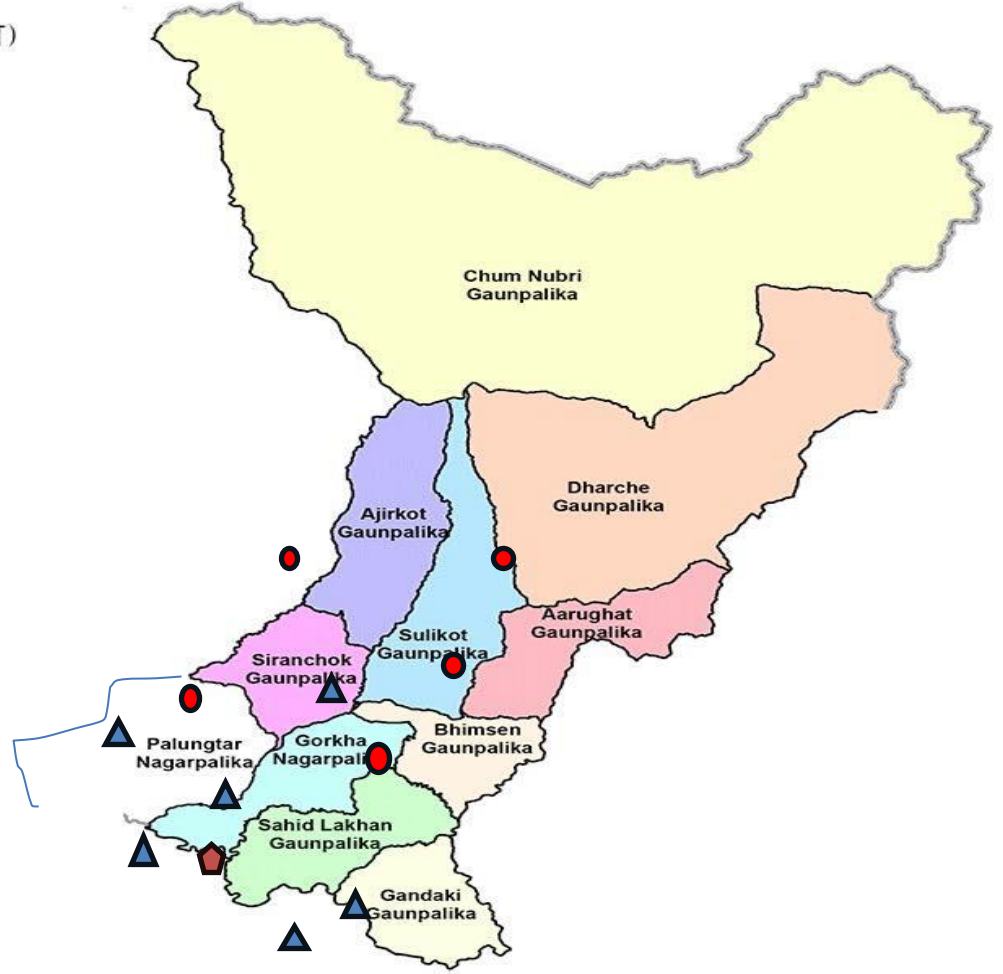 T)
Chum Nubri
Gaunpalika
Dharche
Gaunpalika
Ajirkot
Gaunpalika
Aarughat
Gaunpalika
Sulikot
Gaunpalika
Siranchok
Gaunpalika
Palungtar
Nagarpalika
Gorkha
Nagarpali
Bhimsen
Gaunpalika
Sahid Lakhan
Gaunpalika
Gandaki
Gaunpalika